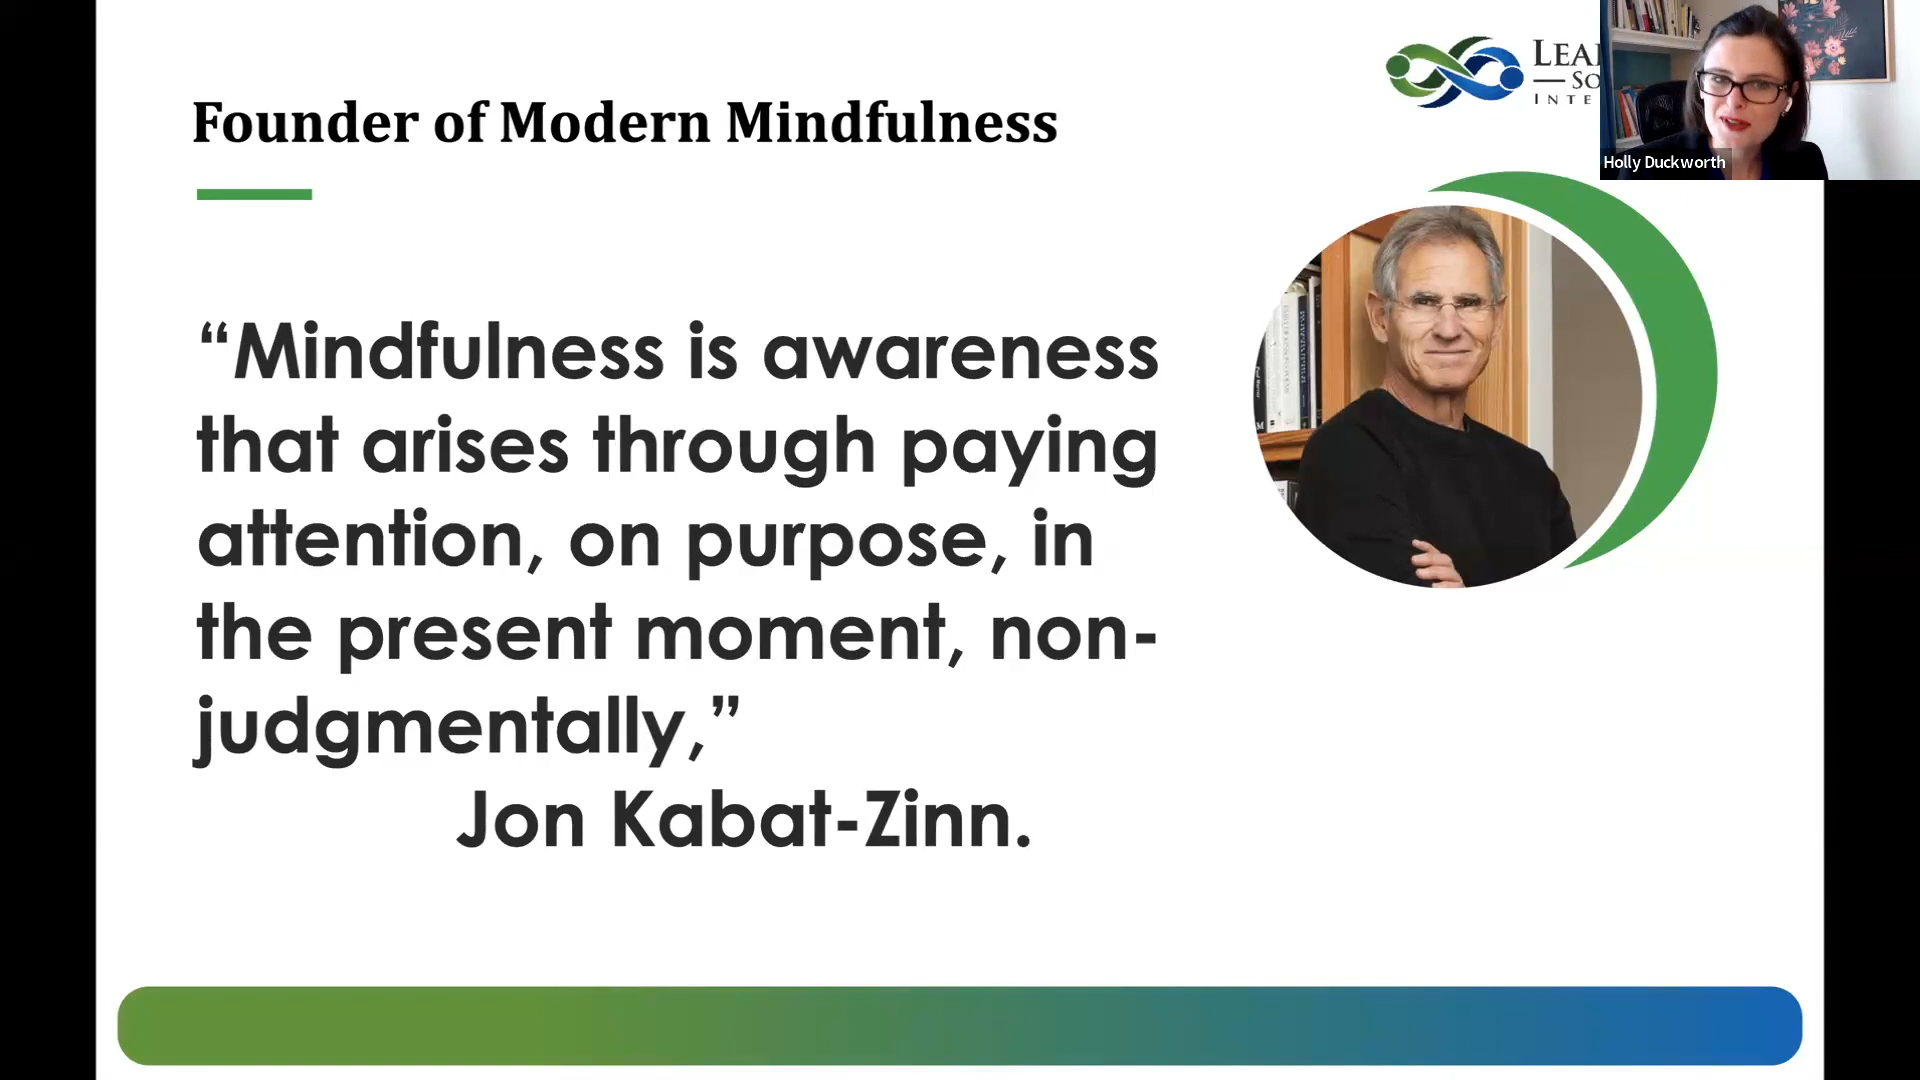 Founder of Modern Mindfulness
Holly Duckworth
“Mindfulness is awareness
that arises through paying
attention, on purpose, in
the present moment, non-
judgmentally,”
Jon Kabat-Zinn.